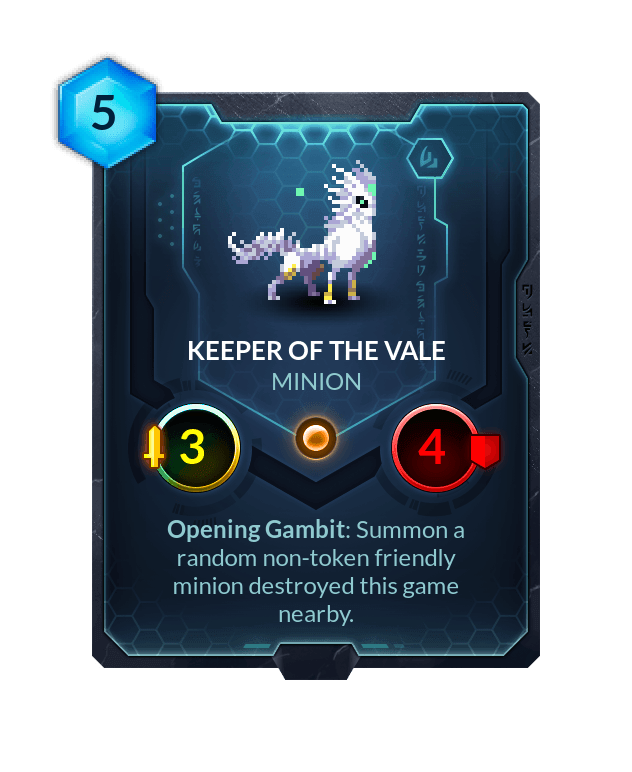 5
KEEPER OF THE VALE
MINION
3
4
Opening Gambit: Summon a
random non-token friendly
minion destroyed this game
nearby.